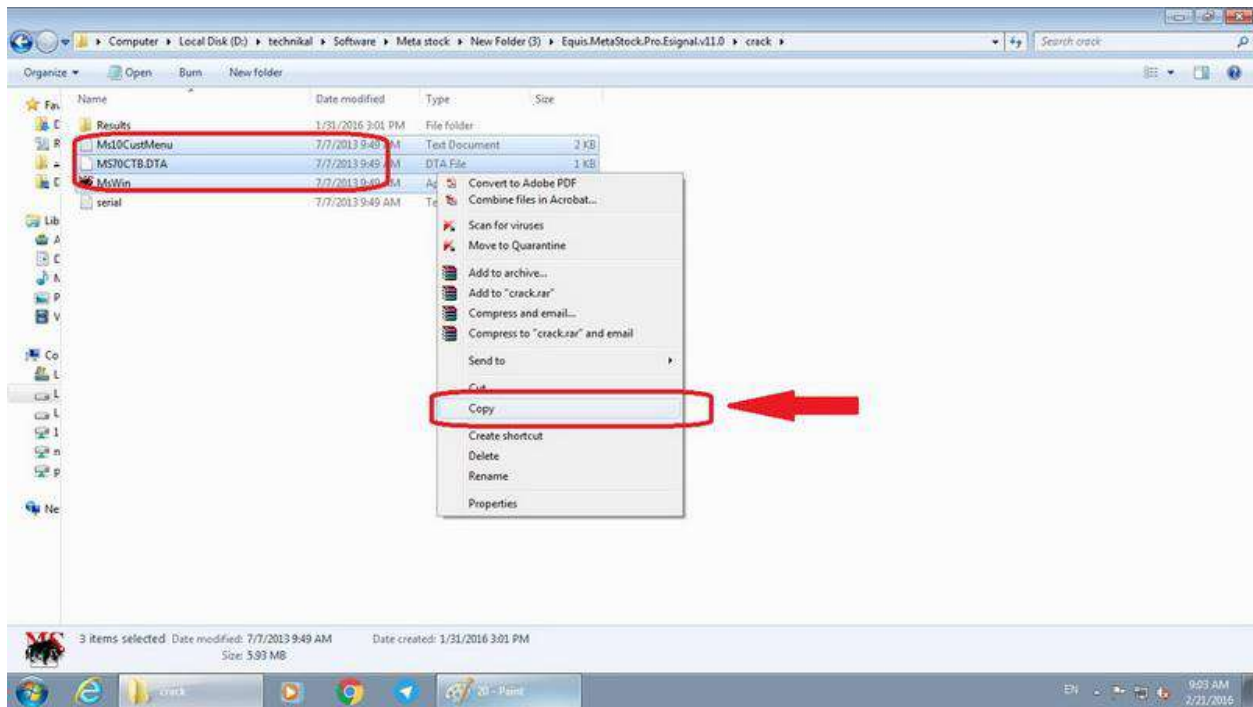 Computer ▸ Local Disk (D:) ▸ technikal ▸ Software ▸ Meta stock ▸ New Folder (3) ▸ Equis.MetaStock.Pro.Esignal.v11.0 ▸ crack ▸ Search crack
Organize Open Burn New folder
Name Date modified Type Size
Results 1/31/2016 3:01 PM File folder
Ms10CustMenu 7/7/2013 9:49 AM Text Document 2 KB
MS70CTB.DTA 7/7/2013 9:49 AM DTA File 1 KB
MsWin 7/7/2013 9:49 AM
serial 7/7/2013 9:49 AM
Fav
Lib
Co
Ne
Convert to Adobe PDF
Combine files in Acrobat...
Scan for viruses
Move to Quarantine
Add to archive...
Add to "crack.rar"
Compress and email...
Compress to "crack.rar" and email
Send to
Cut
Copy
Create shortcut
Delete
Rename
Properties
3 items selected Date modified: 7/7/2013 9:49 AM Date created: 1/31/2016 3:01 PM
Size: 5.93 MB
crack 20 - Paint EN 9:03 AM
2/21/2016